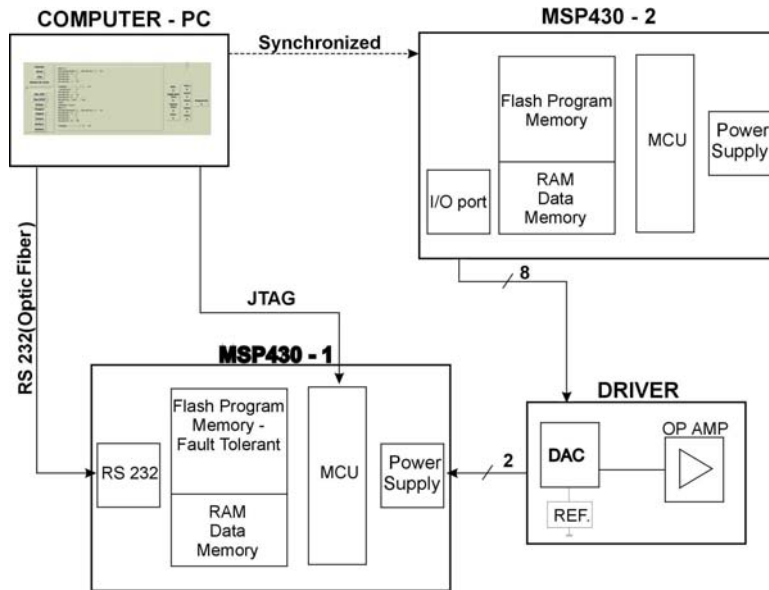 COMPUTER - PC
MSP430 - 2
Synchronized
Flash Program
Memory
MCU
Power
Supply
I/O port
RAM
Data
Memory
8
RS 232(Optic Fiber)
JTAG
MSP430 - 1
Flash Program
Memory -
Fault Tolerant
RS 232
MCU
Power
Supply
RAM
Data
Memory
2
DRIVER
OP AMP
DAC
REF.